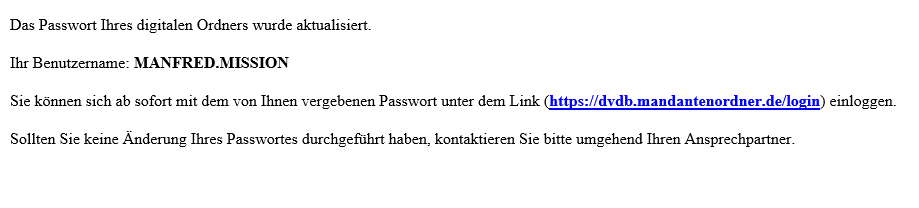 Das Passwort Ihres digitalen Ordners wurde aktualisiert.
Ihr Benutzername: MANFRED.MISSION
Sie können sich ab sofort mit dem von Ihnen vergebenen Passwort unter dem Link (https://dvdb.mandantenordner.de/login) einloggen.
Sollten Sie keine Änderung Ihres Passwortes durchgeführt haben, kontaktieren Sie bitte umgehend Ihren Ansprechpartner.